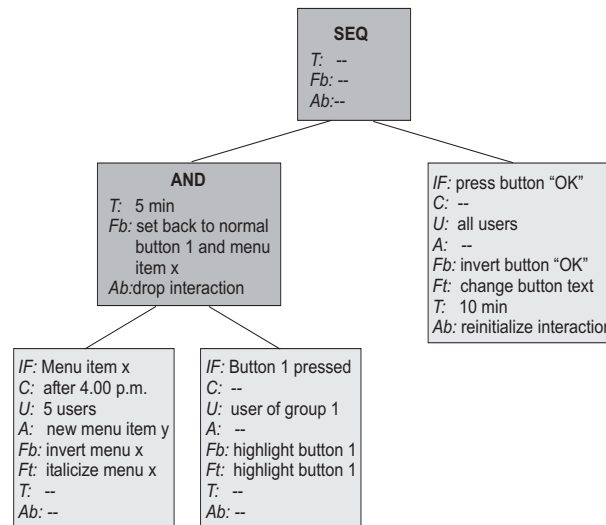 SEQ
T: --
Fb: --
Ab:--
AND
T: 5 min
Fb: set back to normal
button 1 and menu
item x
Ab:drop interaction
IF: press button “OK”
C: --
U: all users
A: --
Fb: invert button “OK”
Ft: change button text
T: 10 min
Ab: reinitialize interaction
IF: Menu item x
C: after 4.00 p.m.
U: 5 users
A: new menu item y
Fb: invert menu x
Ft: italicize menu x
T: --
Ab: --
IF: Button 1 pressed
C: --
U: user of group 1
A: --
Fb: highlight button 1
Ft: highlight button 1
T: --
Ab: --